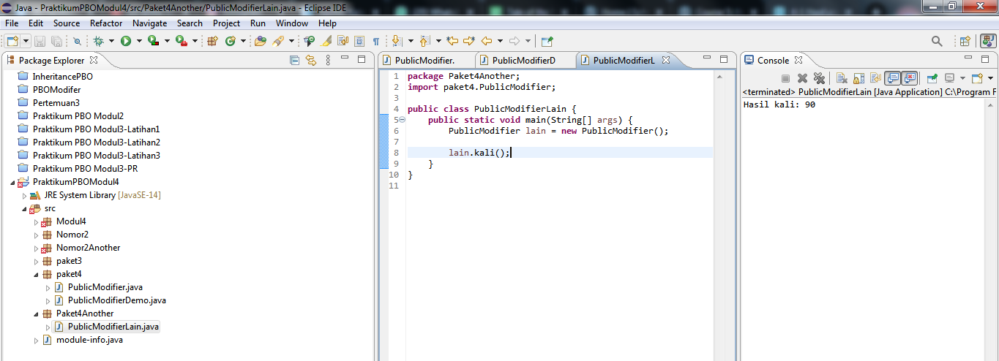 Java - PraktikumPBOModul4/src/Paket4Another/PublicModifierLain.java - Eclipse IDE
File Edit Source Refactor Navigate Search Project Run Window Help
Package Explorer
InheritancePBO
PBOModifer
Pertemuan3
Praktikum PBO Modul2
Praktikum PBO Modul3-Latihan1
Praktikum PBO Modul3-Latihan2
Praktikum PBO Modul3-Latihan3
Praktikum PBO Modul3-PR
PraktikumPBOModul4
JRE System Library [JavaSE-14]
src
Modul4
Nomor2
Nomor2Another
paket3
paket4
PublicModifier.java
PublicModifierDemo.java
Paket4Another
PublicModifierLain.java
module-info.java
PublicModifier. PublicModifierD PublicModifierL
1 package Paket4Another;
2 import paket4.PublicModifier;
3
4 public class PublicModifierLain {
5 public static void main(String[] args) {
6 PublicModifier lain = new PublicModifier();
7
8 lain.kali();
9 }
10 }
11
Console
<terminated> PublicModifierLain [Java Application] C:\Program F
Hasil kali: 90